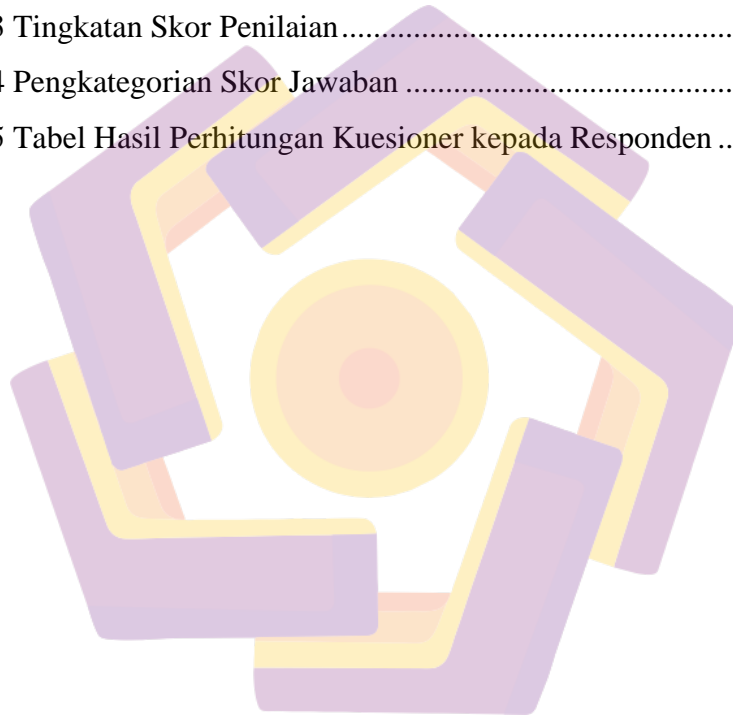 3 Tingkatan Skor Penilaian.......................................
4 Pengkategorian Skor Jawaban .................................
5 Tabel Hasil Perhitungan Kuesioner kepada Responden ..